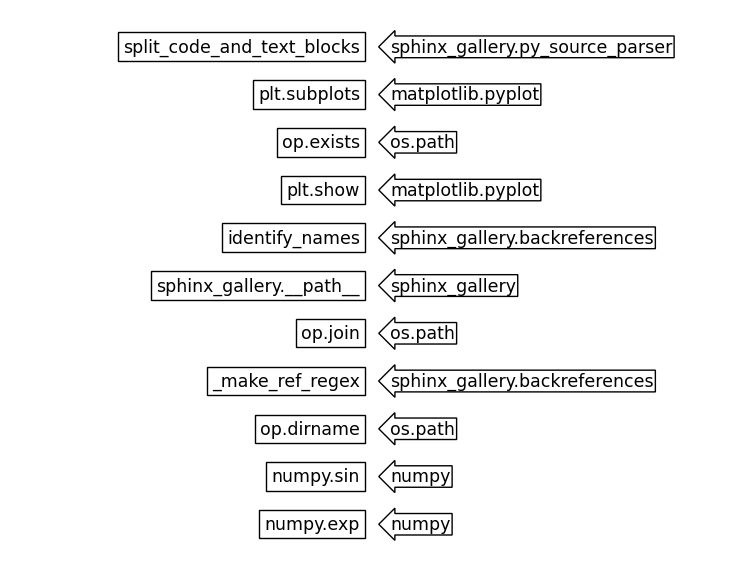 split_code_and_text_blocks sphinx_gallery.py_source_parser
plt.subplots matplotlib.pyplot
op.exists os.path
plt.show matplotlib.pyplot
identify_names sphinx_gallery.backreferences
sphinx_gallery.__path__ sphinx_gallery
op.join os.path
_make_ref_regex sphinx_gallery.backreferences
op.dirname os.path
numpy.sin numpy
numpy.exp numpy